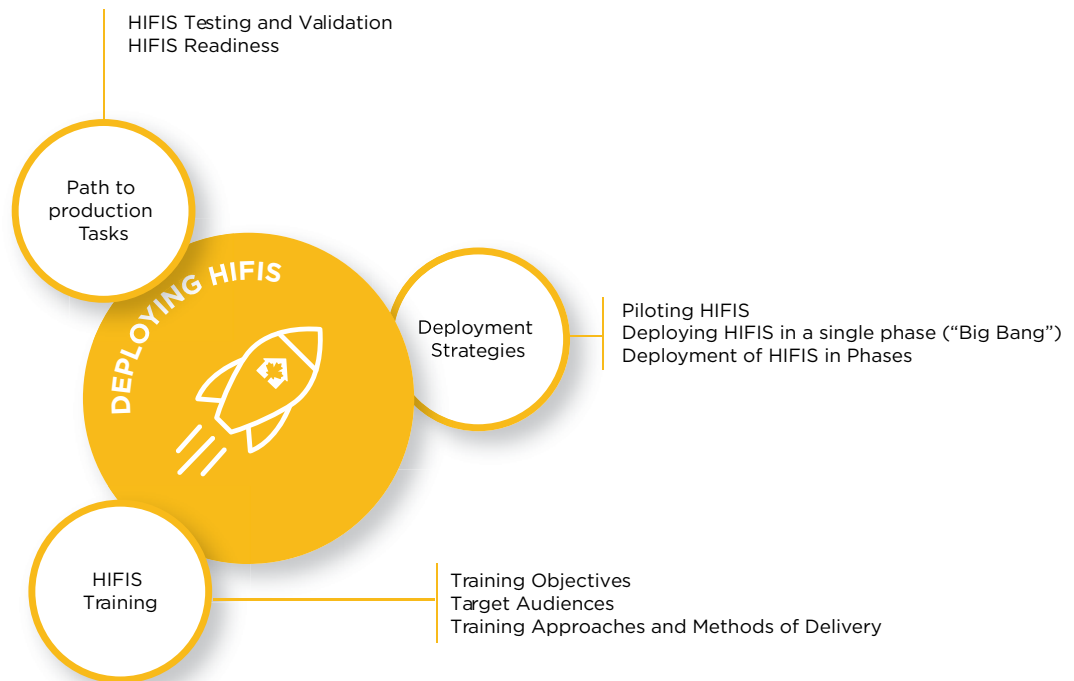 HIFIS Testing and Validation
HIFIS Readiness
Path to
production
Tasks
DEPLOYING HIFIS
Deployment
Strategies
Piloting HIFIS
Deploying HIFIS in a single phase (“Big Bang”)
Deployment of HIFIS in Phases
HIFIS
Training
Training Objectives
Target Audiences
Training Approaches and Methods of Delivery